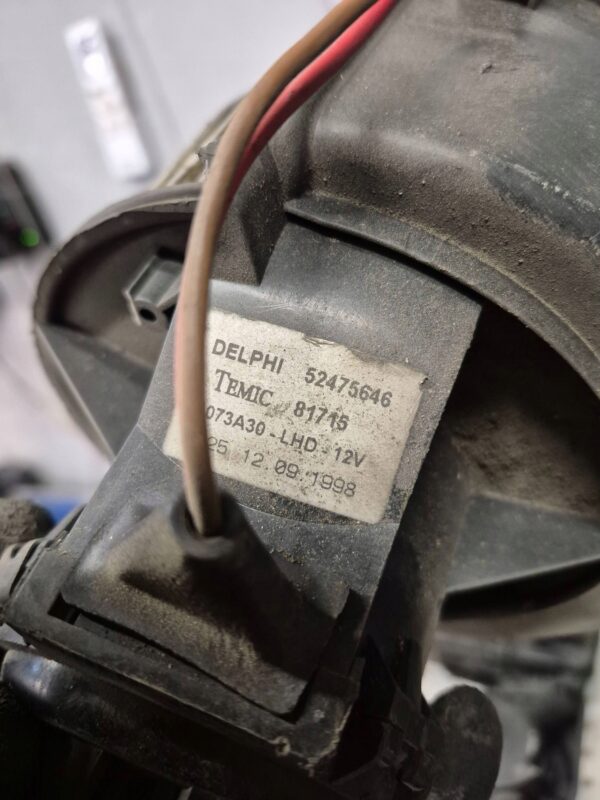 DELPHI 52475646
TEMIC 81715
073A30 - LHD - 12V
25 12.09.1998